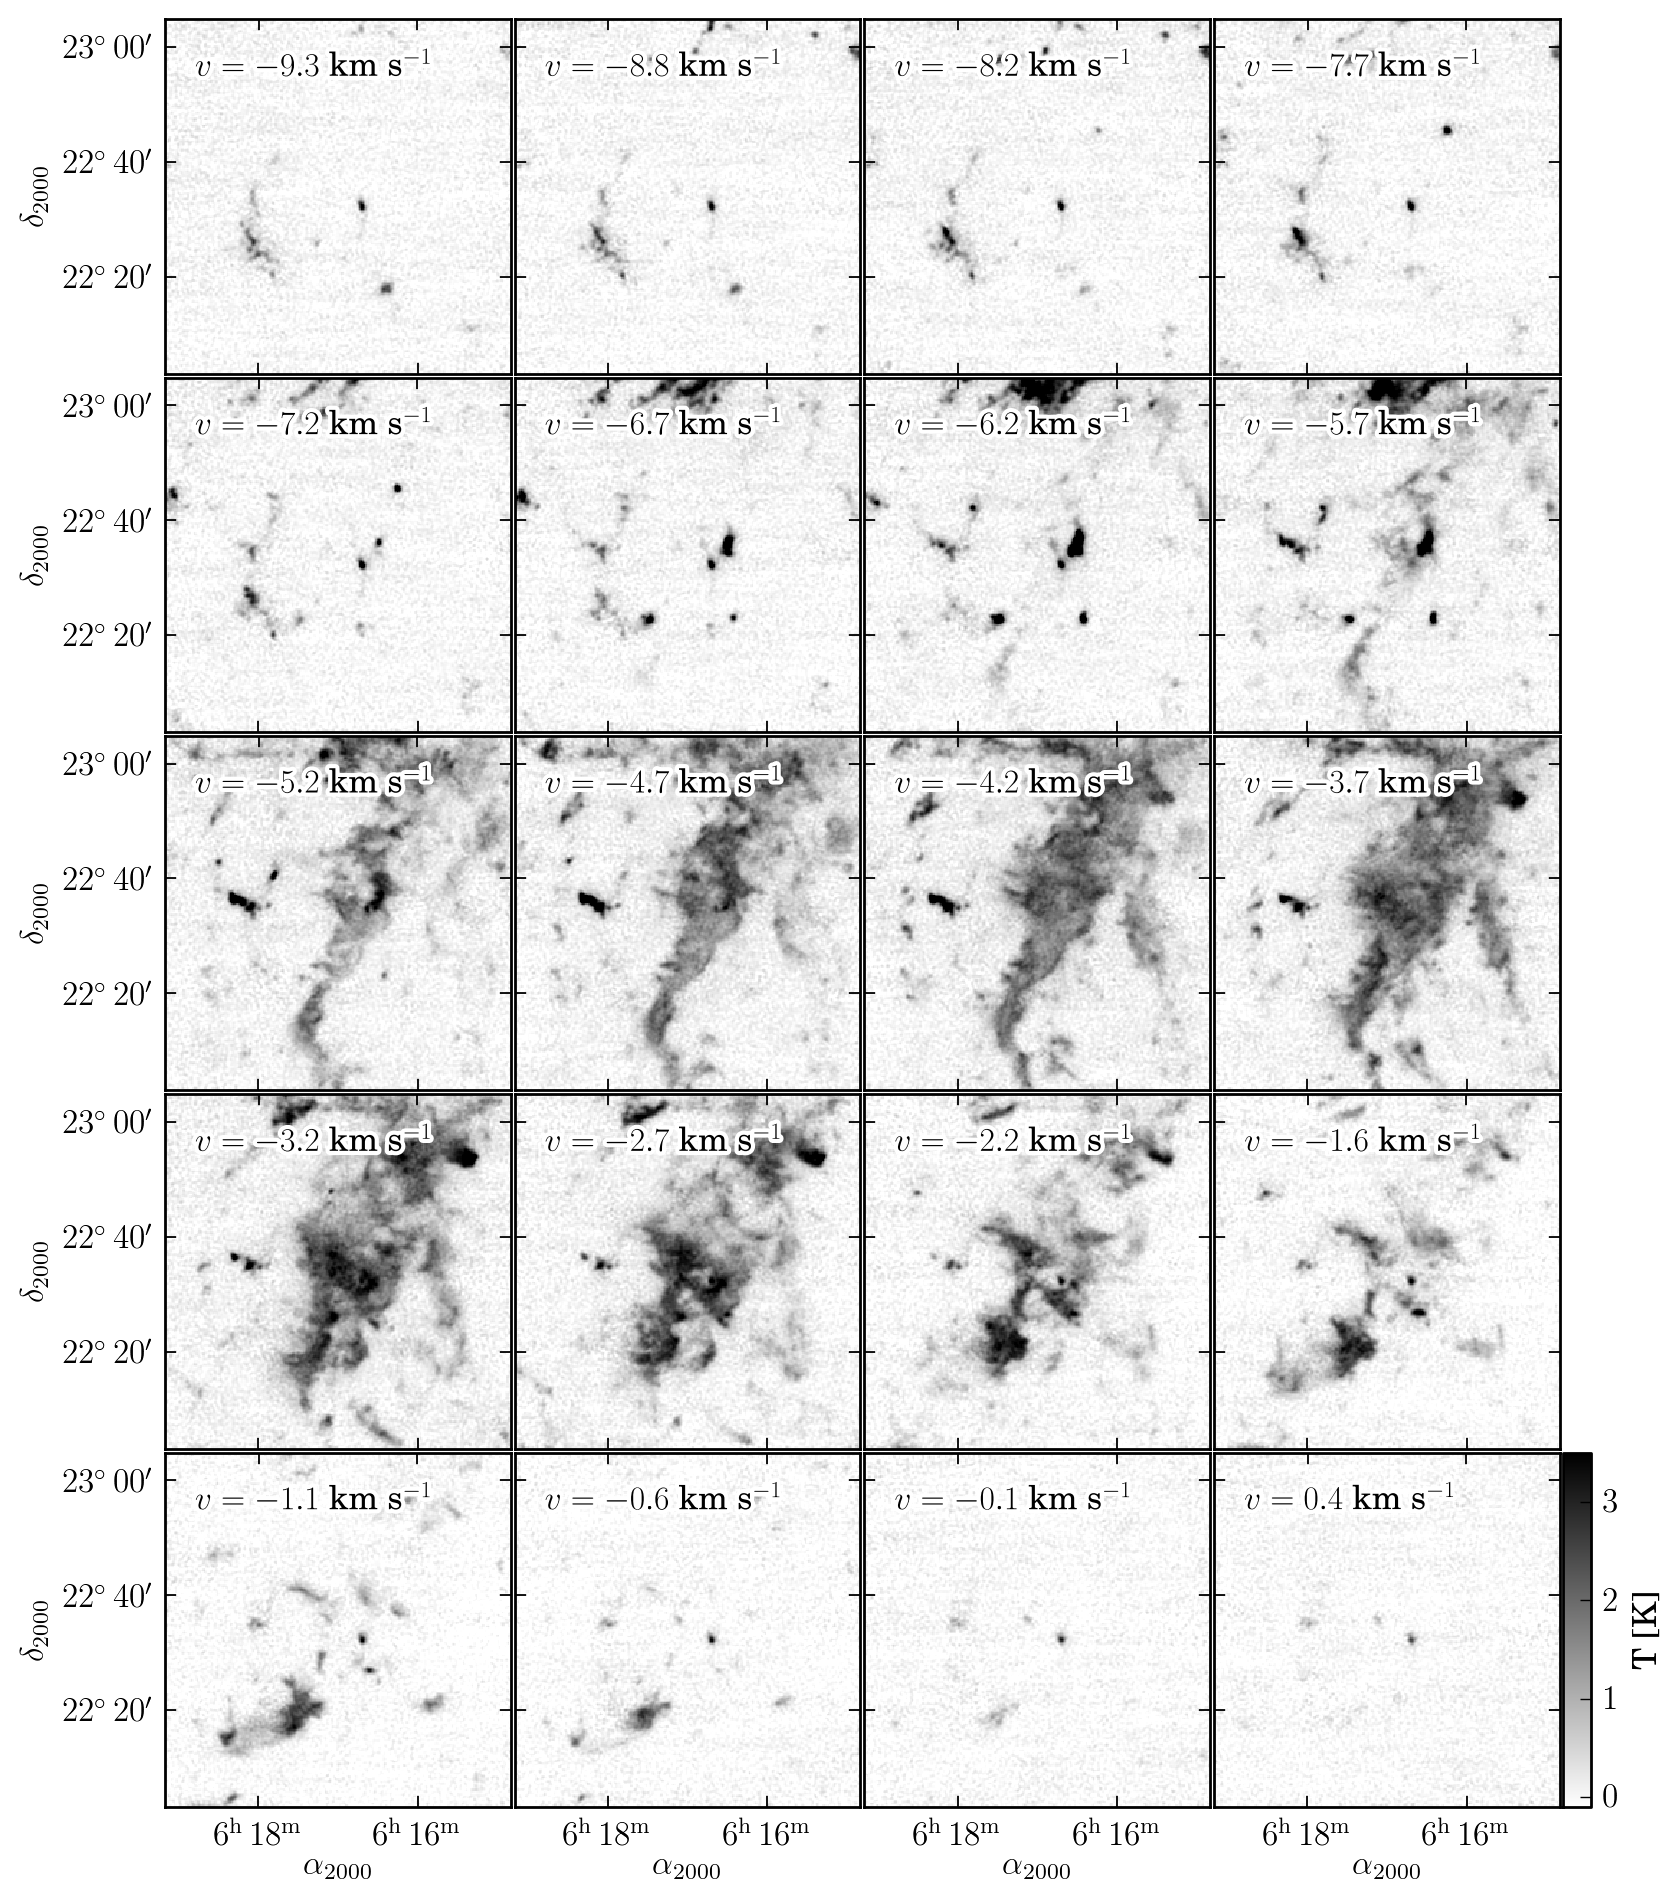 23° 00′
v = −9.3 km s⁻¹
v = −8.8 km s⁻¹
v = −8.2 km s⁻¹
v = −7.7 km s⁻¹
22° 40′
δ₂₀₀₀
22° 20′
23° 00′
v = −7.2 km s⁻¹
v = −6.7 km s⁻¹
v = −6.2 km s⁻¹
v = −5.7 km s⁻¹
22° 40′
δ₂₀₀₀
22° 20′
23° 00′
v = −5.2 km s⁻¹
v = −4.7 km s⁻¹
v = −4.2 km s⁻¹
v = −3.7 km s⁻¹
22° 40′
δ₂₀₀₀
22° 20′
23° 00′
v = −3.2 km s⁻¹
v = −2.7 km s⁻¹
v = −2.2 km s⁻¹
v = −1.6 km s⁻¹
22° 40′
δ₂₀₀₀
22° 20′
23° 00′
v = −1.1 km s⁻¹
v = −0.6 km s⁻¹
v = −0.1 km s⁻¹
v = 0.4 km s⁻¹
22° 40′
δ₂₀₀₀
22° 20′
3
2
1
0
T [K]
6ʰ 18ᵐ
6ʰ 16ᵐ
6ʰ 18ᵐ
6ʰ 16ᵐ
6ʰ 18ᵐ
6ʰ 16ᵐ
6ʰ 18ᵐ
6ʰ 16ᵐ
α₂₀₀₀
α₂₀₀₀
α₂₀₀₀
α₂₀₀₀